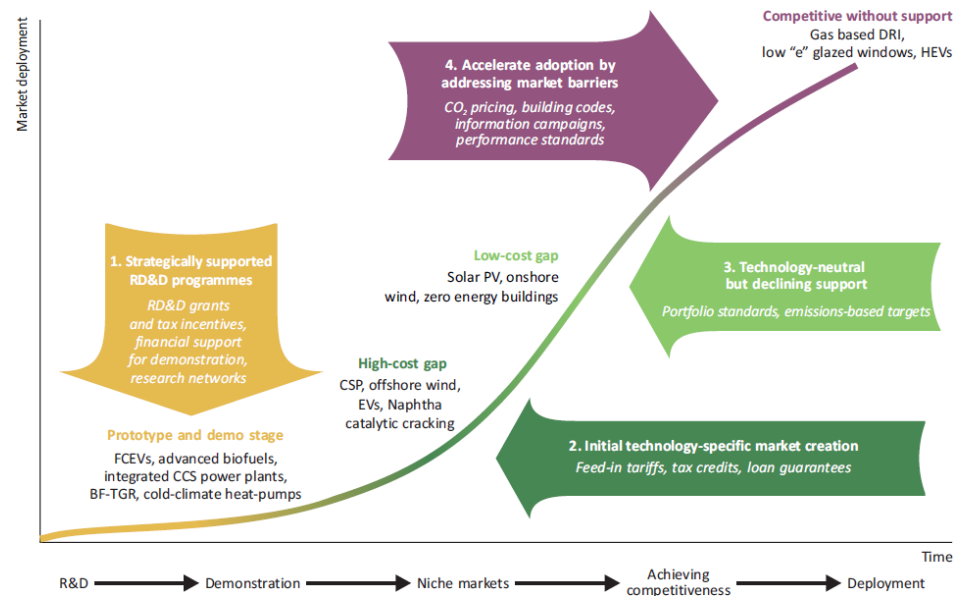 Market deployment
Competitive without support
Gas based DRI,
low “e” glazed windows, HEVs
4. Accelerate adoption by
addressing market barriers
CO₂ pricing, building codes,
information campaigns,
performance standards
1. Strategically supported
RD&D programmes
RD&D grants
and tax incentives,
financial support
for demonstration,
research networks
Low-cost gap
Solar PV, onshore
wind, zero energy buildings
3. Technology-neutral
but declining support
Portfolio standards, emissions-based targets
High-cost gap
CSP, offshore wind,
EVs, Naphtha
catalytic cracking
Prototype and demo stage
FCEVs, advanced biofuels,
integrated CCS power plants,
BF-TGR, cold-climate heat-pumps
2. Initial technology-specific market creation
Feed-in tariffs, tax credits, loan guarantees
Time
R&D
Demonstration
Niche markets
Achieving
competitiveness
Deployment